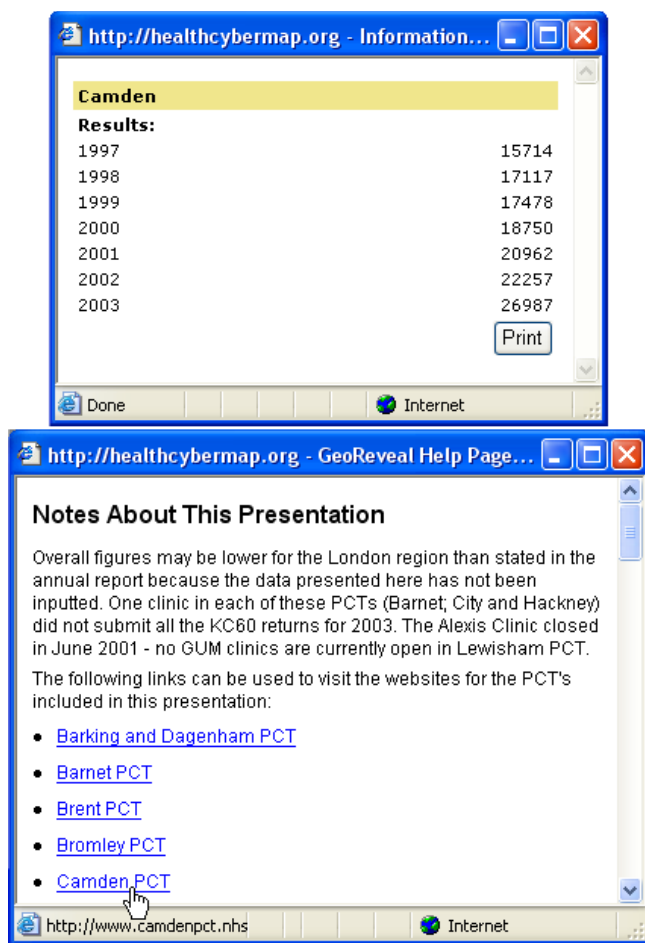 http://healthcybermap.org - Information...
Camden
Results:
1997 15714
1998 17117
1999 17478
2000 18750
2001 20962
2002 22257
2003 26987
Print
Done Internet
http://healthcybermap.org - GeoReveal Help Page...
Notes About This Presentation
Overall figures may be lower for the London region than stated in the
annual report because the data presented here has not been
inputted. One clinic in each of these PCTs (Barnet; City and Hackney)
did not submit all the KC60 returns for 2003. The Alexis Clinic closed
in June 2001 - no GUM clinics are currently open in Lewisham PCT.
The following links can be used to visit the websites for the PCT's
included in this presentation:
• Barking and Dagenham PCT
• Barnet PCT
• Brent PCT
• Bromley PCT
• Camden PCT
http://www.camdenpct.nhs Internet